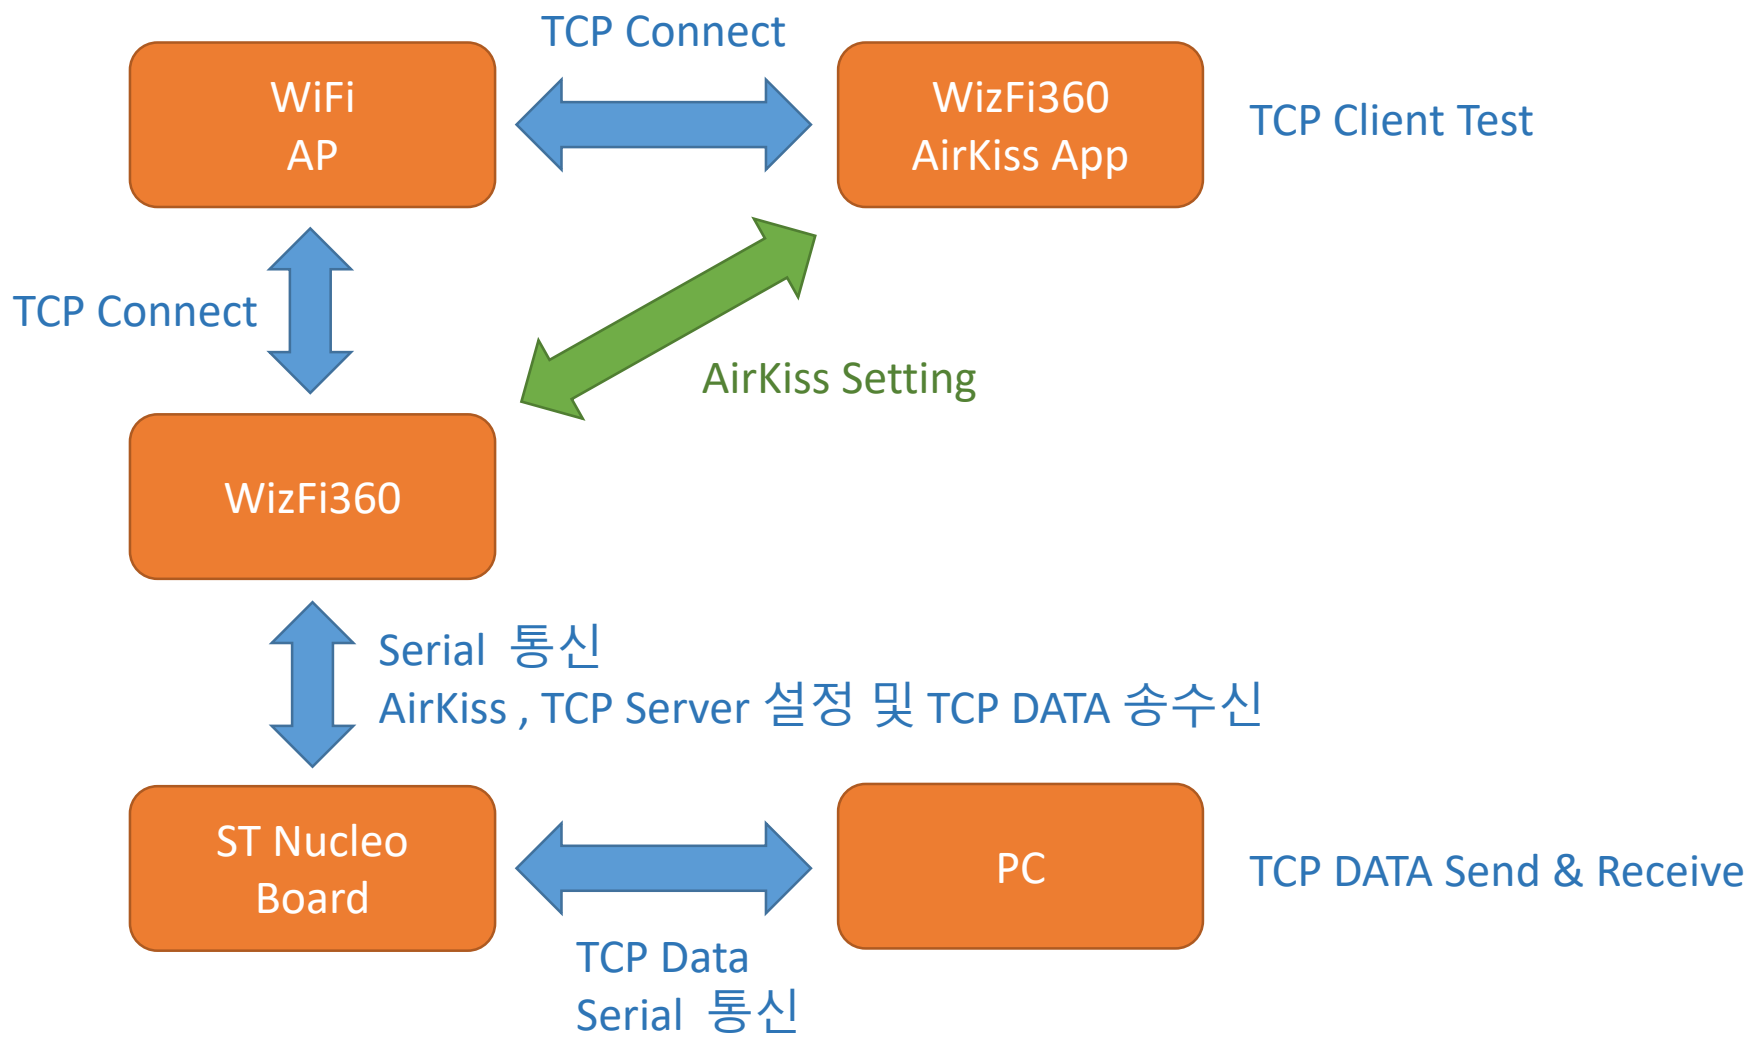 TCP Connect
WiFi
AP
WizFi360
AirKiss App
TCP Client Test
TCP Connect
AirKiss Setting
WizFi360
Serial 통신
AirKiss , TCP Server 설정 및 TCP DATA 송수신
ST Nucleo
Board
PC
TCP DATA Send & Receive
TCP Data
Serial 통신